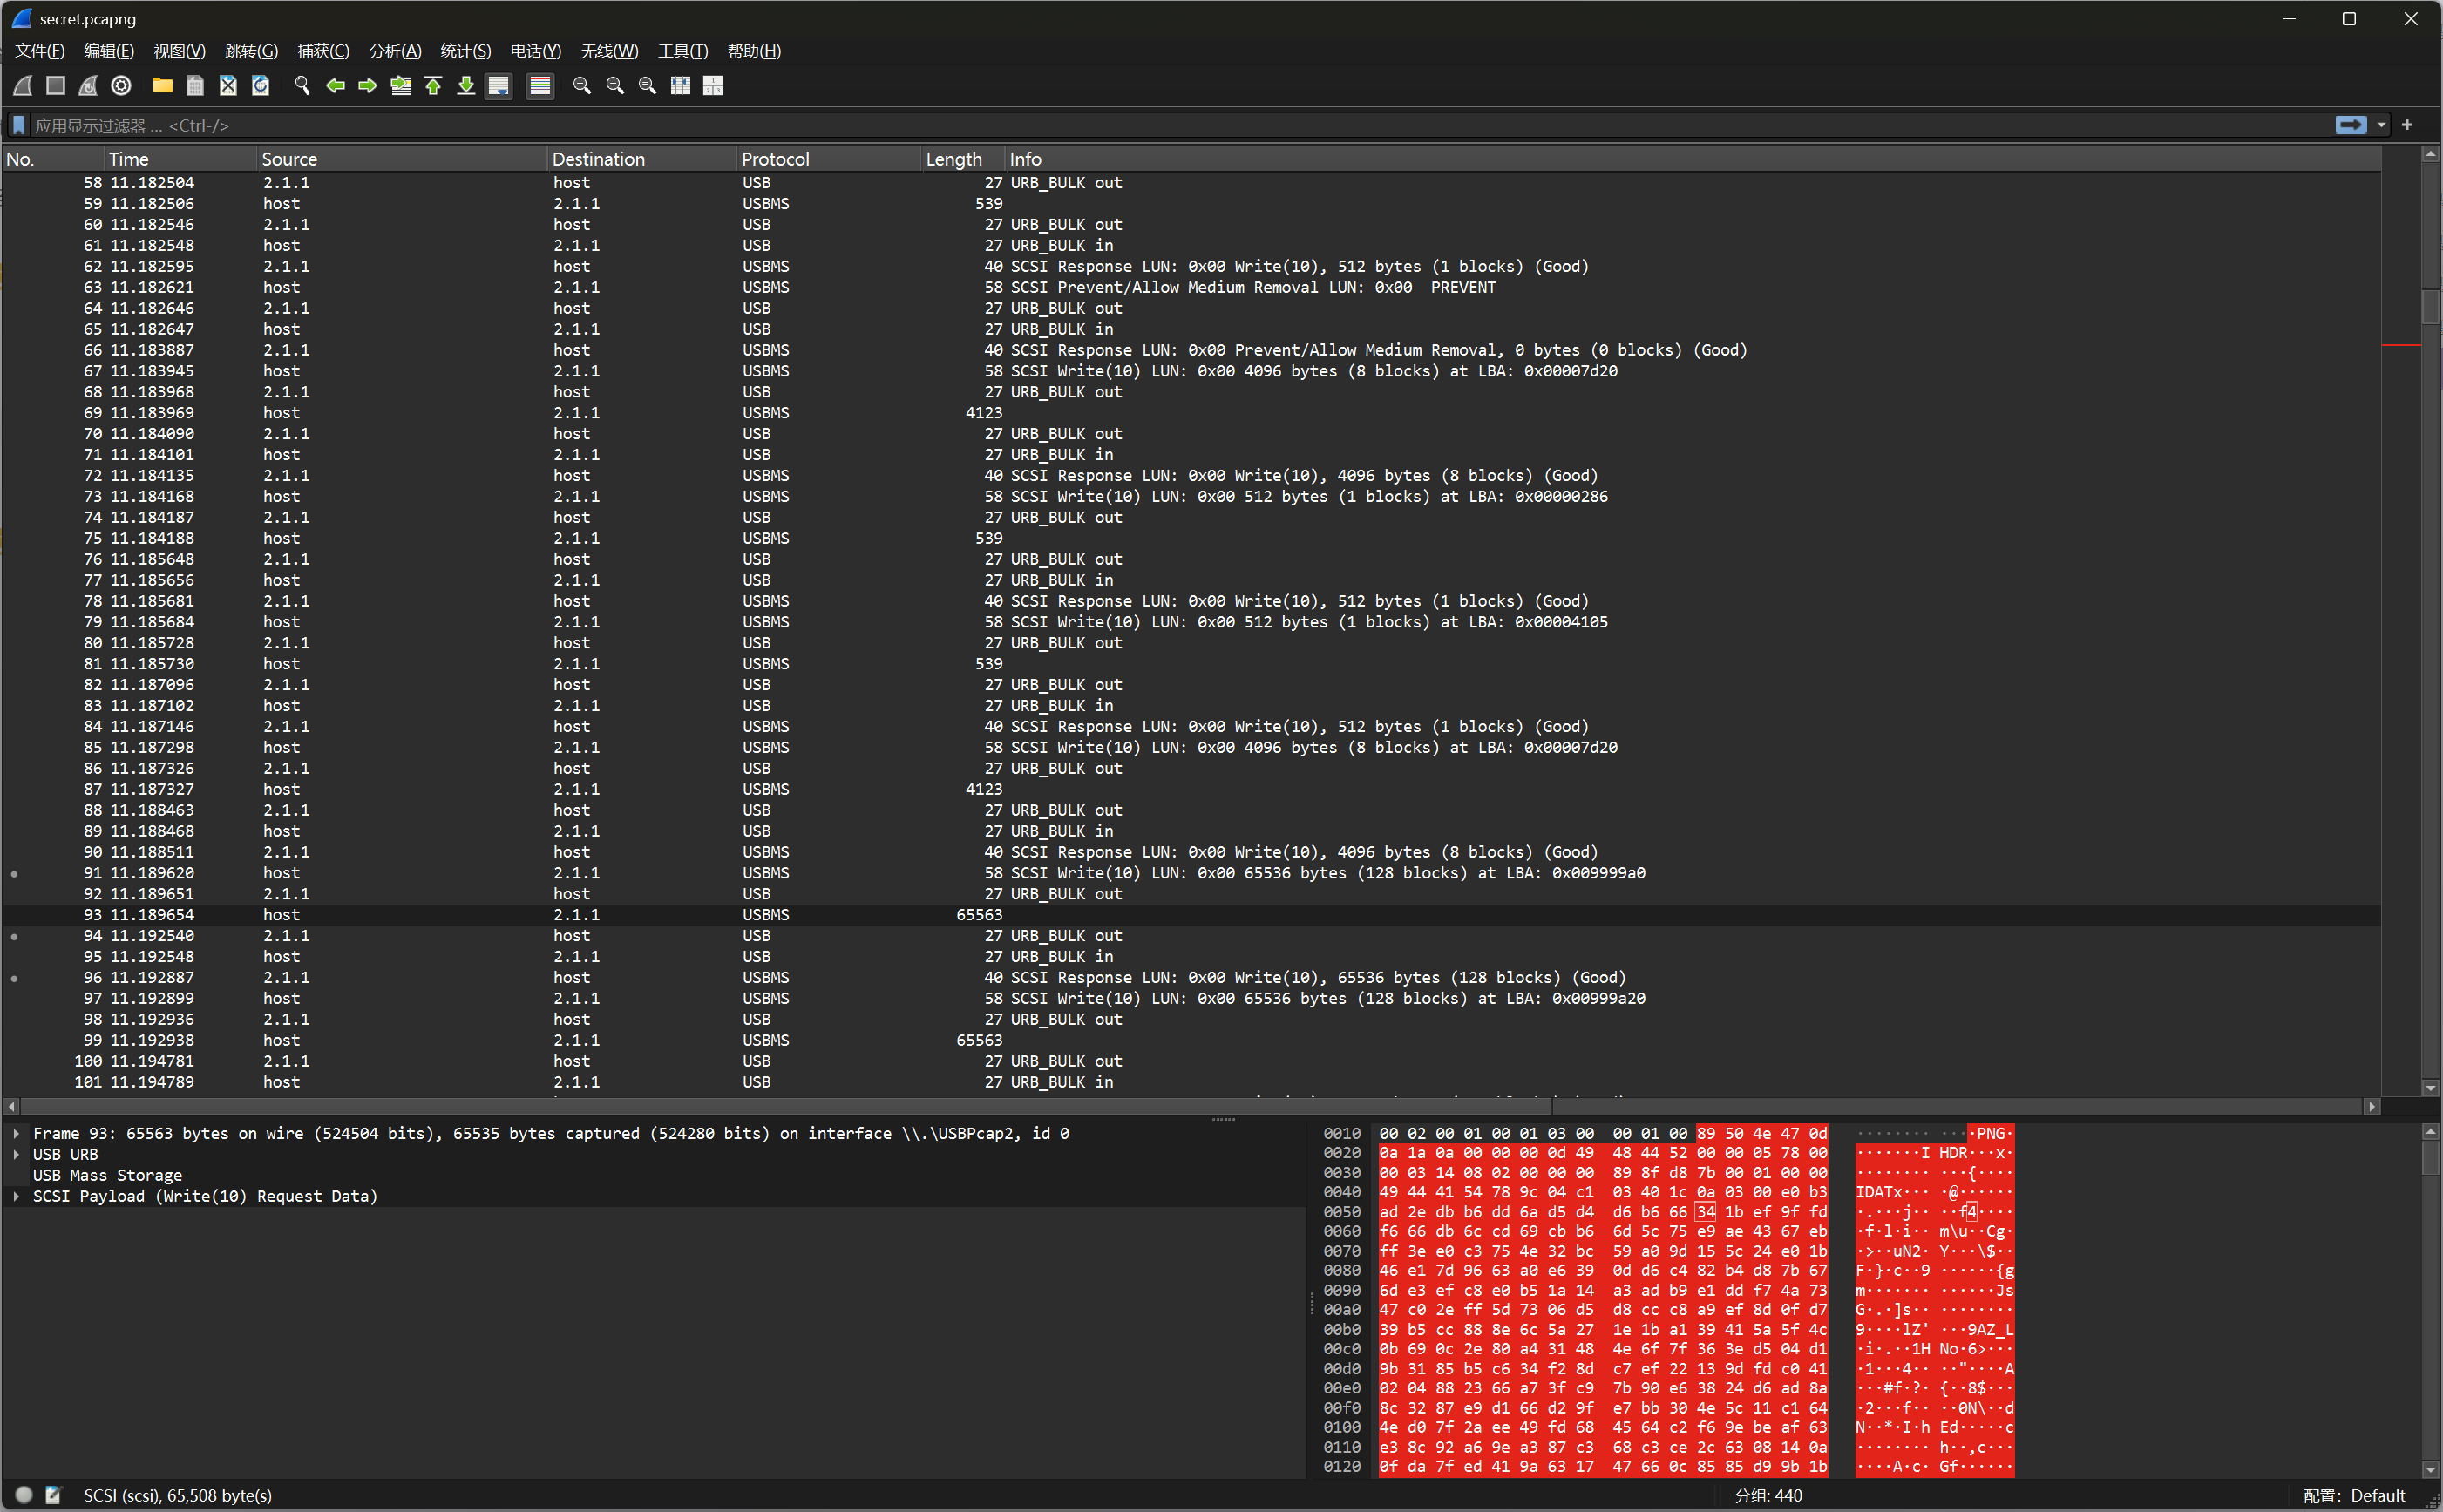 secret.pcapng
文件(F) 编辑(E) 视图(V) 跳转(G) 捕获(C) 分析(A) 统计(S) 电话(Y) 无线(W) 工具(T) 帮助(H)
应用显示过滤器 … <Ctrl-/>
No. Time Source Destination Protocol Length Info
58 11.182504 2.1.1 host USB 27 URB_BULK out
59 11.182506 host 2.1.1 USBMS 539
60 11.182546 2.1.1 host USB 27 URB_BULK out
61 11.182548 host 2.1.1 USB 27 URB_BULK in
62 11.182595 2.1.1 host USBMS 40 SCSI Response LUN: 0x00 Write(10), 512 bytes (1 blocks) (Good)
63 11.182621 host 2.1.1 USBMS 58 SCSI Prevent/Allow Medium Removal LUN: 0x00  PREVENT
64 11.182646 2.1.1 host USB 27 URB_BULK out
65 11.182647 host 2.1.1 USB 27 URB_BULK in
66 11.183887 2.1.1 host USBMS 40 SCSI Response LUN: 0x00 Prevent/Allow Medium Removal, 0 bytes (0 blocks) (Good)
67 11.183945 host 2.1.1 USBMS 58 SCSI Write(10) LUN: 0x00 4096 bytes (8 blocks) at LBA: 0x00007d20
68 11.183968 2.1.1 host USB 27 URB_BULK out
69 11.183969 host 2.1.1 USBMS 4123
70 11.184090 2.1.1 host USB 27 URB_BULK out
71 11.184101 host 2.1.1 USB 27 URB_BULK in
72 11.184135 2.1.1 host USBMS 40 SCSI Response LUN: 0x00 Write(10), 4096 bytes (8 blocks) (Good)
73 11.184168 host 2.1.1 USBMS 58 SCSI Write(10) LUN: 0x00 512 bytes (1 blocks) at LBA: 0x00000286
74 11.184187 2.1.1 host USB 27 URB_BULK out
75 11.184188 host 2.1.1 USBMS 539
76 11.185648 2.1.1 host USB 27 URB_BULK out
77 11.185656 host 2.1.1 USB 27 URB_BULK in
78 11.185681 2.1.1 host USBMS 40 SCSI Response LUN: 0x00 Write(10), 512 bytes (1 blocks) (Good)
79 11.185684 host 2.1.1 USBMS 58 SCSI Write(10) LUN: 0x00 512 bytes (1 blocks) at LBA: 0x00004105
80 11.185728 2.1.1 host USB 27 URB_BULK out
81 11.185730 host 2.1.1 USBMS 539
82 11.187096 2.1.1 host USB 27 URB_BULK out
83 11.187102 host 2.1.1 USB 27 URB_BULK in
84 11.187146 2.1.1 host USBMS 40 SCSI Response LUN: 0x00 Write(10), 512 bytes (1 blocks) (Good)
85 11.187298 host 2.1.1 USBMS 58 SCSI Write(10) LUN: 0x00 4096 bytes (8 blocks) at LBA: 0x00007d20
86 11.187326 2.1.1 host USB 27 URB_BULK out
87 11.187327 host 2.1.1 USBMS 4123
88 11.188463 2.1.1 host USB 27 URB_BULK out
89 11.188468 host 2.1.1 USB 27 URB_BULK in
90 11.188511 2.1.1 host USBMS 40 SCSI Response LUN: 0x00 Write(10), 4096 bytes (8 blocks) (Good)
91 11.189620 host 2.1.1 USBMS 58 SCSI Write(10) LUN: 0x00 65536 bytes (128 blocks) at LBA: 0x009999a0
92 11.189651 2.1.1 host USB 27 URB_BULK out
93 11.189654 host 2.1.1 USBMS 65563
94 11.192540 2.1.1 host USB 27 URB_BULK out
95 11.192548 host 2.1.1 USB 27 URB_BULK in
96 11.192887 2.1.1 host USBMS 40 SCSI Response LUN: 0x00 Write(10), 65536 bytes (128 blocks) (Good)
97 11.192899 host 2.1.1 USBMS 58 SCSI Write(10) LUN: 0x00 65536 bytes (128 blocks) at LBA: 0x00999a20
98 11.192936 2.1.1 host USB 27 URB_BULK out
99 11.192938 host 2.1.1 USBMS 65563
100 11.194781 2.1.1 host USB 27 URB_BULK out
101 11.194789 host 2.1.1 USB 27 URB_BULK in
Frame 93: 65563 bytes on wire (524504 bits), 65535 bytes captured (524280 bits) on interface \\.\USBPcap2, id 0
USB URB
USB Mass Storage
SCSI Payload (Write(10) Request Data)
0010 00 02 00 01 00 01 03 00 00 01 00 89 50 4e 47 0d ········ ····PNG·
0020 0a 1a 0a 00 00 00 0d 49 48 44 52 00 00 05 78 00 ·······I HDR···x·
0030 00 03 14 08 02 00 00 00 89 8f d8 7b 00 01 00 00 ········ ···{····
0040 49 44 41 54 78 9c 04 c1 03 40 1c 0a 03 00 e0 b3 IDATx··· ·@······
0050 ad 2e db b6 dd 6a d5 d4 d6 b6 66 34 1b ef 9f fd ·.···j·· ··f4····
0060 f6 66 db 6c cd 69 cb b6 6d 5c 75 e9 ae 43 67 eb ·f·l·i·· m\u··Cg·
0070 ff 3e e0 c3 75 4e 32 bc 59 a0 9d 15 5c 24 e0 1b ·>··uN2· Y···\$··
0080 46 e1 7d 96 63 a0 e6 39 0d d6 c4 82 b4 d8 7b 67 F·}·c··9 ······{g
0090 6d e3 ef c8 e0 b5 1a 14 a3 ad b9 e1 dd f7 4a 73 m······· ······Js
00a0 47 c0 2e ff 5d 73 06 d5 d8 cc c8 a9 ef 8d 0f d7 G·.·]s·· ········
00b0 39 b5 cc 88 8e 6c 5a 27 1e 1b a1 39 41 5a 5f 4c 9····lZ' ···9AZ_L
00c0 0b 69 0c 2e 80 a4 31 48 4e 6f 7f 36 3e d5 04 d1 ·i·.··1H No·6>···
00d0 9b 31 85 b5 c6 34 f2 8d c7 ef 22 13 9d fd c0 41 ·1···4·· ··"····A
00e0 02 04 88 23 66 a7 3f c9 7b 90 e6 38 24 d6 ad 8a ···#f·?· {··8$···
00f0 8c 32 87 e9 d1 66 d2 9f e7 bb 30 4e 5c 11 c1 64 ·2···f·· ··0N\··d
0100 4e d0 7f 2a ee 49 fd 68 45 64 c2 f6 9e be af 63 N··*·I·h Ed·····c
0110 e3 8c 92 a6 9e a3 87 c3 68 c3 ce 2c 63 08 14 0a ········ h··,c···
0120 0f da 7f ed 41 9a 63 17 47 66 0c 85 85 d9 9b 1b ····A·c· Gf······
SCSI (scsi), 65,508 byte(s) 分组: 440 配置: Default